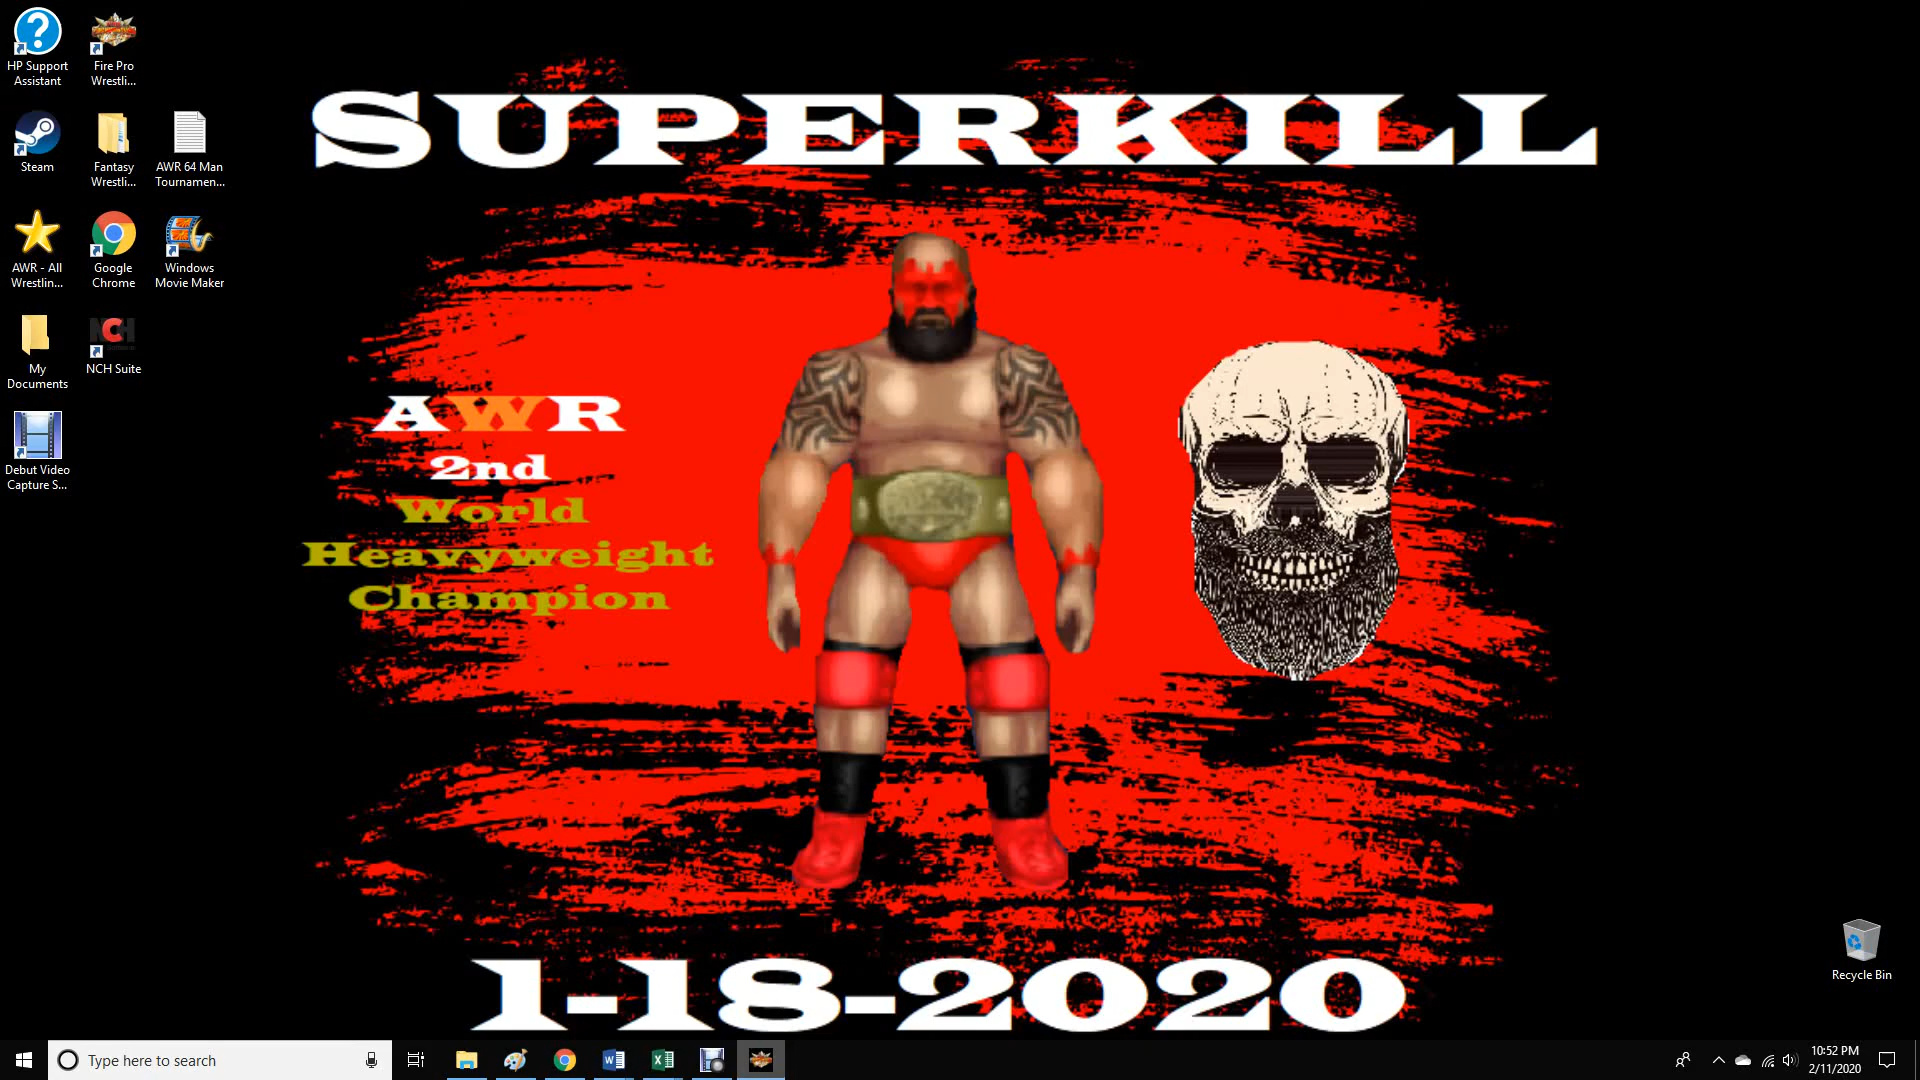 HP Support
Assistant
Fire Pro
Wrestli...
Steam
Fantasy
Wrestli...
AWR 64 Man
Tournamen...
AWR - All
Wrestlin...
Google
Chrome
Windows
Movie Maker
My
Documents
NCH
NCH Suite
Debut Video
Capture S...
SUPERKILL
AWR
2nd
World
Heavyweight
Champion
1-18-2020
Recycle Bin
Type here to search
10:52 PM
2/11/2020